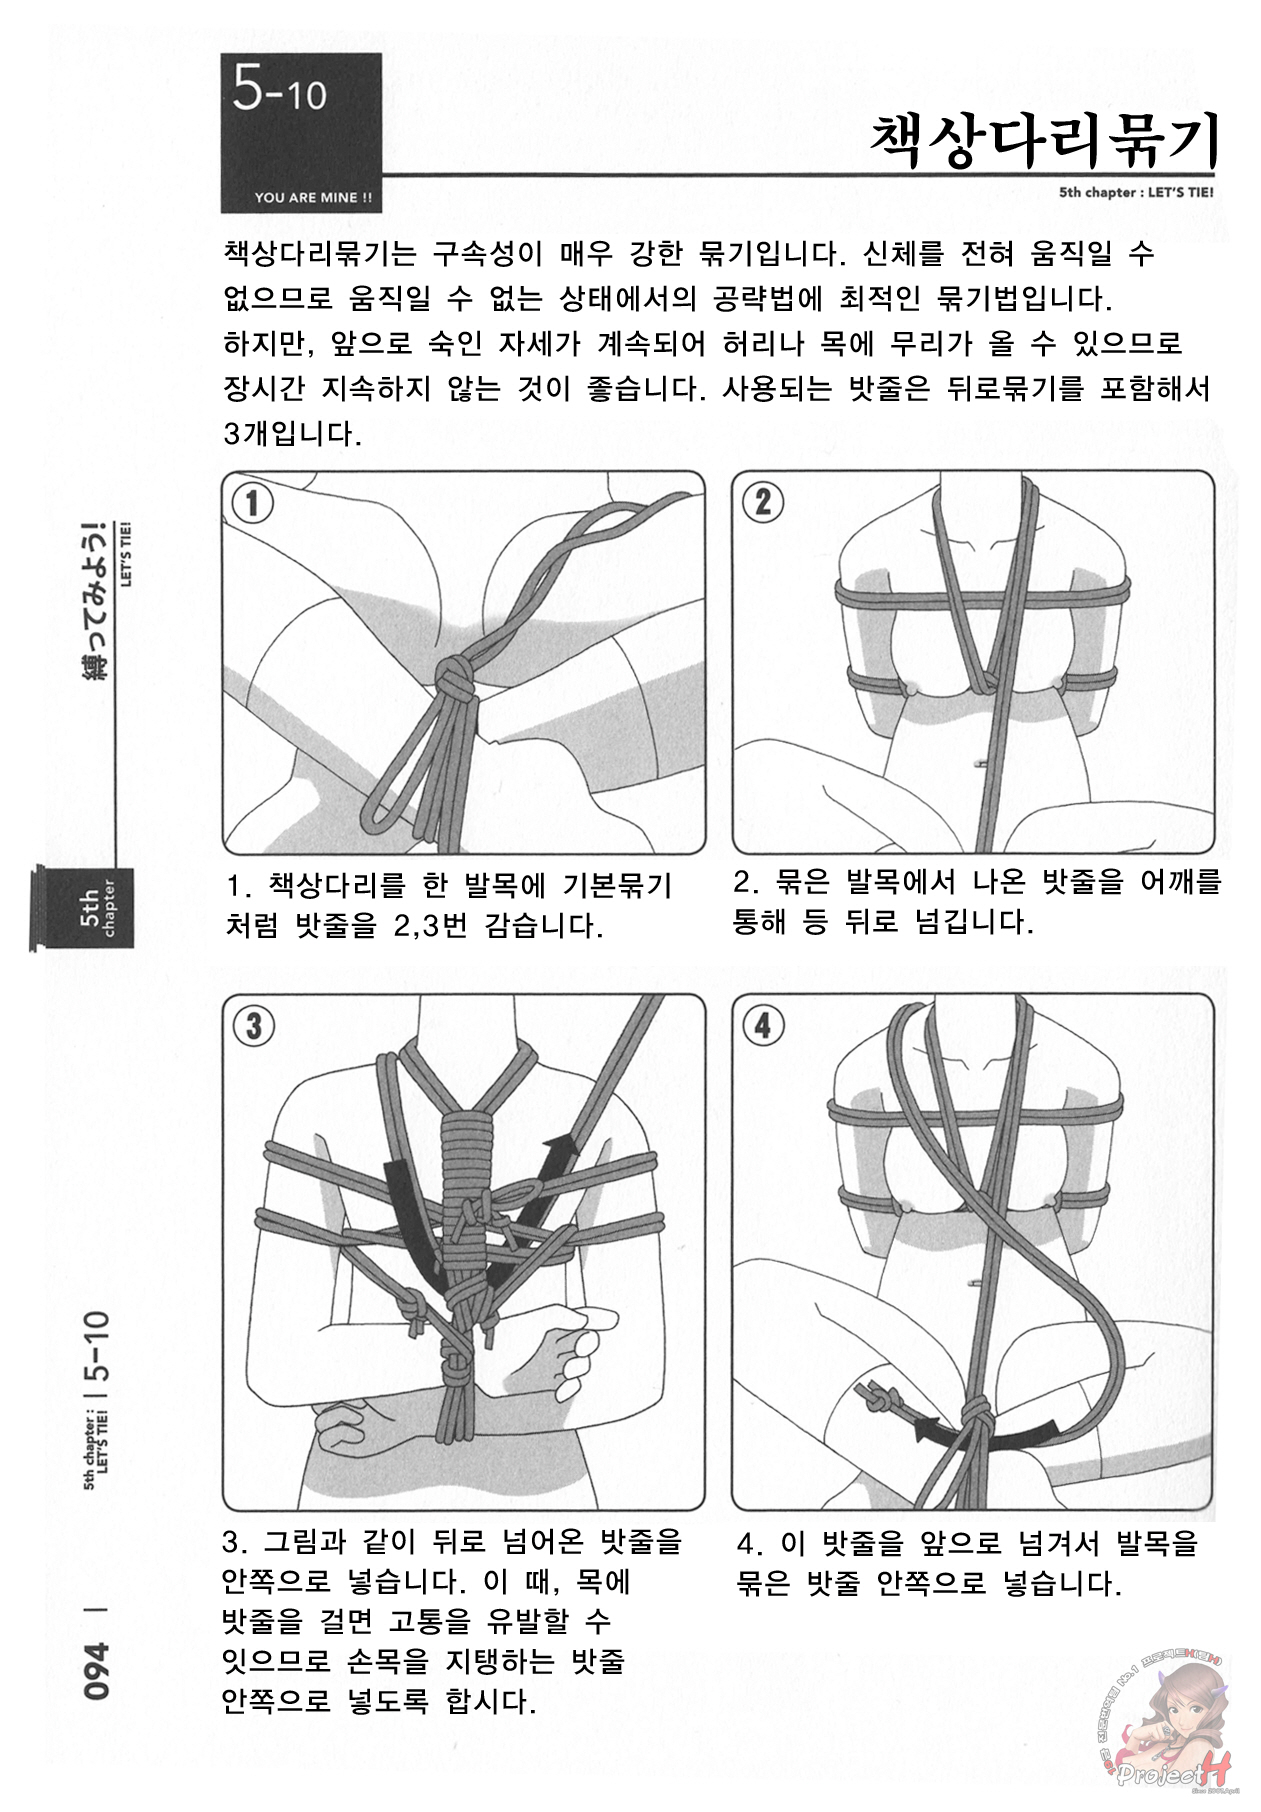 5-10
YOU ARE MINE !!
책상다리묶기
5th chapter : LET'S TIE!
책상다리묶기는 구속성이 매우 강한 묶기입니다. 신체를 전혀 움직일 수
없으므로 움직일 수 없는 상태에서의 공략법에 최적인 묶기법입니다.
하지만, 앞으로 숙인 자세가 계속되어 허리나 목에 무리가 올 수 있으므로
장시간 지속하지 않는 것이 좋습니다. 사용되는 밧줄은 뒤로묶기를 포함해서
3개입니다.
1
2
1. 책상다리를 한 발목에 기본묶기
처럼 밧줄을 2,3번 감습니다.
2. 묶은 발목에서 나온 밧줄을 어깨를
통해 등 뒤로 넘깁니다.
3
4
3. 그림과 같이 뒤로 넘어온 밧줄을
안쪽으로 넣습니다. 이 때, 목에
밧줄을 걸면 고통을 유발할 수
잇으므로 손목을 지탱하는 밧줄
안쪽으로 넣도록 합시다.
4. 이 밧줄을 앞으로 넘겨서 발목을
묶은 밧줄 안쪽으로 넣습니다.
縛ってみよう!
LET'S TIE!
5th
chapter
5th chapter :
LET'S TIE!
5-10
094
No.1 프로젝트H
ProjectH
Since 2007.April